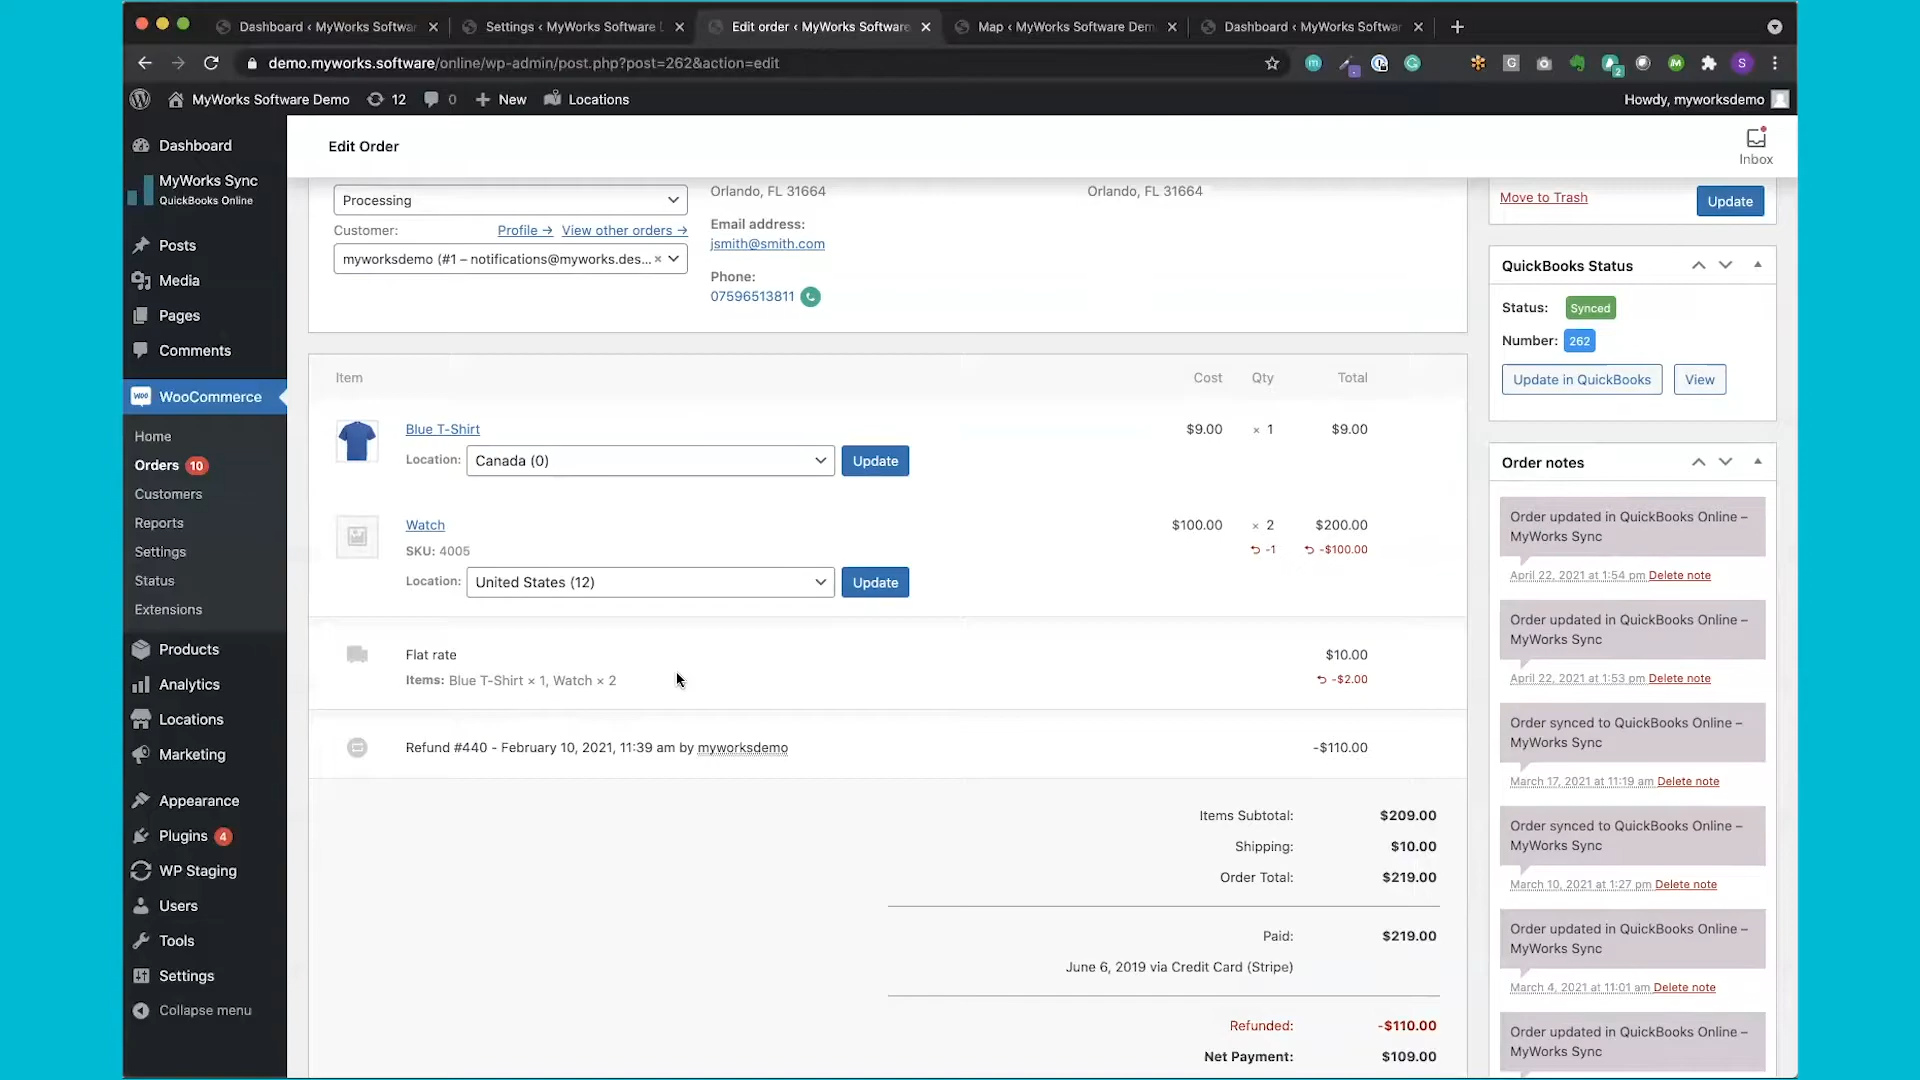 Dashboard ‹ MyWorks Softwar
Settings ‹ MyWorks Software
Edit order ‹ MyWorks Software
Map ‹ MyWorks Software Dem
Dashboard ‹ MyWorks Softwar
demo.myworks.software/online/wp-admin/post.php?post=262&action=edit
MyWorks Software Demo
12
0
New
Locations
Howdy, myworksdemo
Dashboard
MyWorks Sync
QuickBooks Online
Posts
Media
Pages
Comments
WooCommerce
Home
Orders 10
Customers
Reports
Settings
Status
Extensions
Products
Analytics
Locations
Marketing
Appearance
Plugins 4
WP Staging
Users
Tools
Settings
Collapse menu
Edit Order
Inbox
Processing
Customer: Profile → View other orders →
myworksdemo (#1 – notifications@myworks.des... ×
Orlando, FL 31664
Email address:
jsmith@smith.com
Phone:
07596513811
Orlando, FL 31664
Item Cost Qty Total
Blue T-Shirt $9.00 × 1 $9.00
Location: Canada (0) Update
Watch $100.00 × 2 $200.00
SKU: 4005 -1 -$100.00
Location: United States (12) Update
Flat rate $10.00
Items: Blue T-Shirt × 1, Watch × 2 -$2.00
Refund #440 - February 10, 2021, 11:39 am by myworksdemo -$110.00
Items Subtotal: $209.00
Shipping: $10.00
Order Total: $219.00
Paid: $219.00
June 6, 2019 via Credit Card (Stripe)
Refunded: -$110.00
Net Payment: $109.00
Move to Trash
Update
QuickBooks Status
Status: Synced
Number: 262
Update in QuickBooks
View
Order notes
Order updated in QuickBooks Online –
MyWorks Sync
April 22, 2021 at 1:54 pm Delete note
Order updated in QuickBooks Online –
MyWorks Sync
April 22, 2021 at 1:53 pm Delete note
Order synced to QuickBooks Online –
MyWorks Sync
March 17, 2021 at 11:19 am Delete note
Order synced to QuickBooks Online –
MyWorks Sync
March 10, 2021 at 1:27 pm Delete note
Order updated in QuickBooks Online –
MyWorks Sync
March 4, 2021 at 11:01 am Delete note
Order updated in QuickBooks Online –
MyWorks Sync